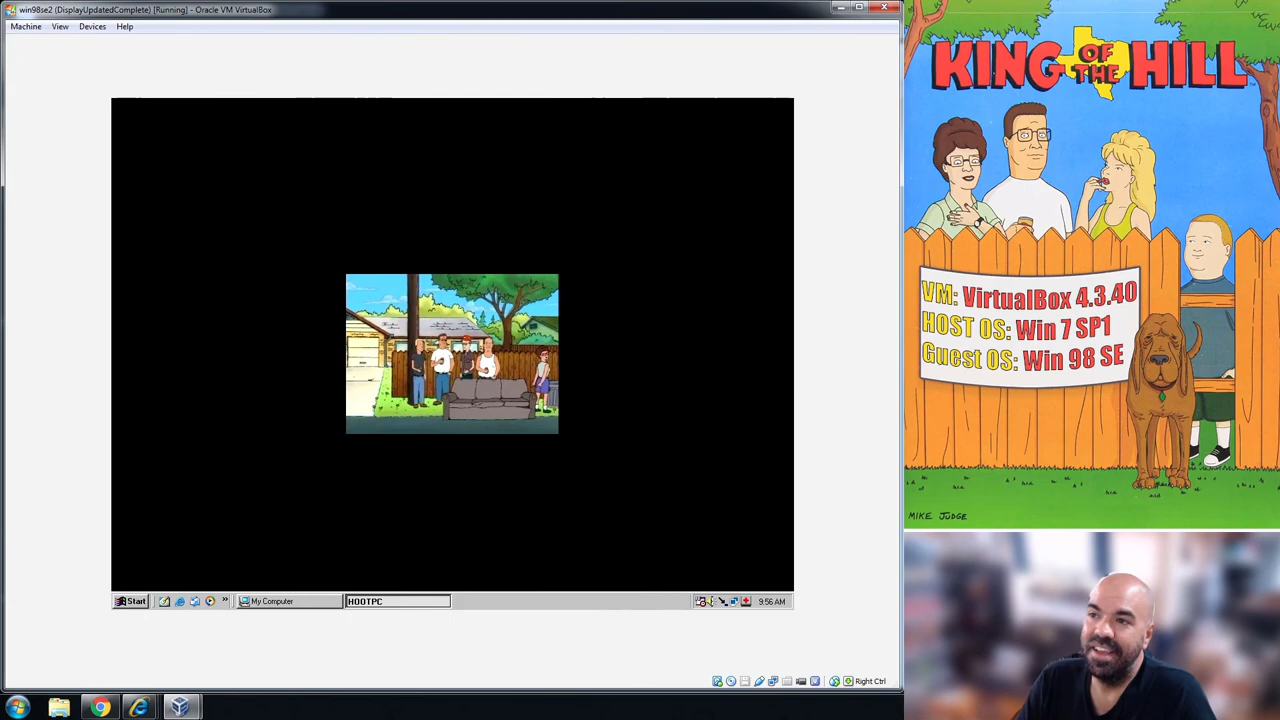 win98se2 (DisplayUpdatedComplete) [Running] - Oracle VM VirtualBox
Machine View Devices Help
Start
»
My Computer
HOOTPC
9:56 AM
Right Ctrl
KING OF THE HILL
VM: VirtualBox 4.3.40
HOST OS: Win 7 SP1
Guest OS: Win 98 SE
MIKE JUDGE